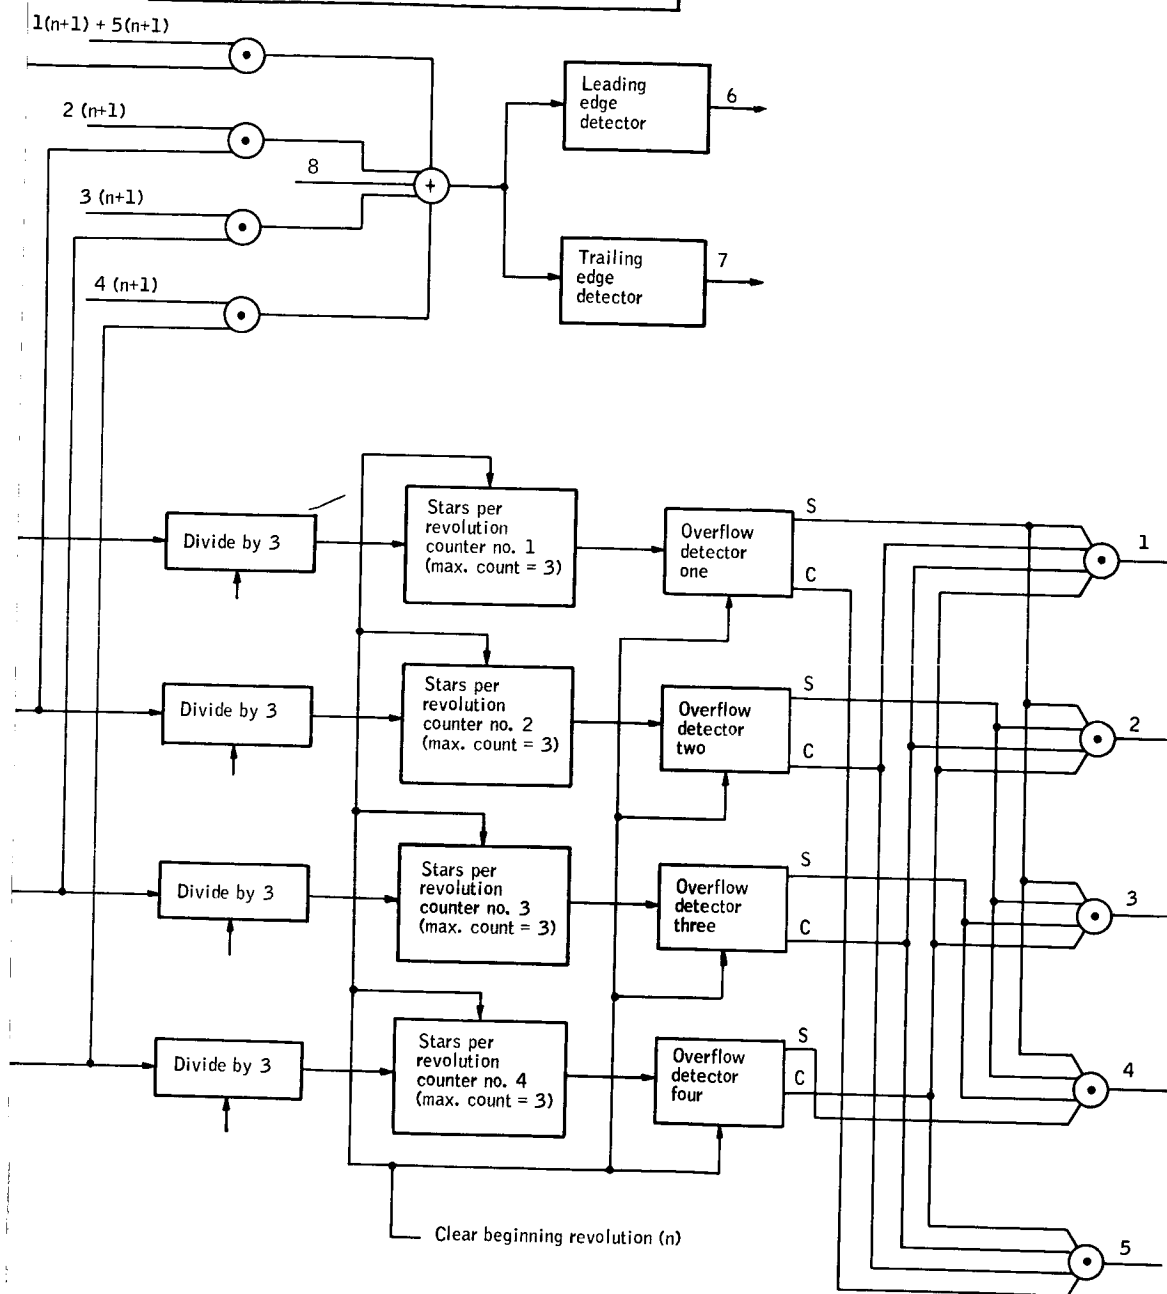 1(n+1) + 5(n+1)
2 (n+1)
8
3 (n+1)
4 (n+1)
Leading
edge
detector
6
Trailing
edge
detector
7
Divide by 3
Stars per
revolution
counter no. 1
(max. count = 3)
Overflow
detector
one
S
C
1
Divide by 3
Stars per
revolution
counter no. 2
(max. count = 3)
Overflow
detector
two
S
C
2
Divide by 3
Stars per
revolution
counter no. 3
(max. count = 3)
Overflow
detector
three
S
C
3
Divide by 3
Stars per
revolution
counter no. 4
(max. count = 3)
Overflow
detector
four
S
C
4
Clear beginning revolution (n)
5